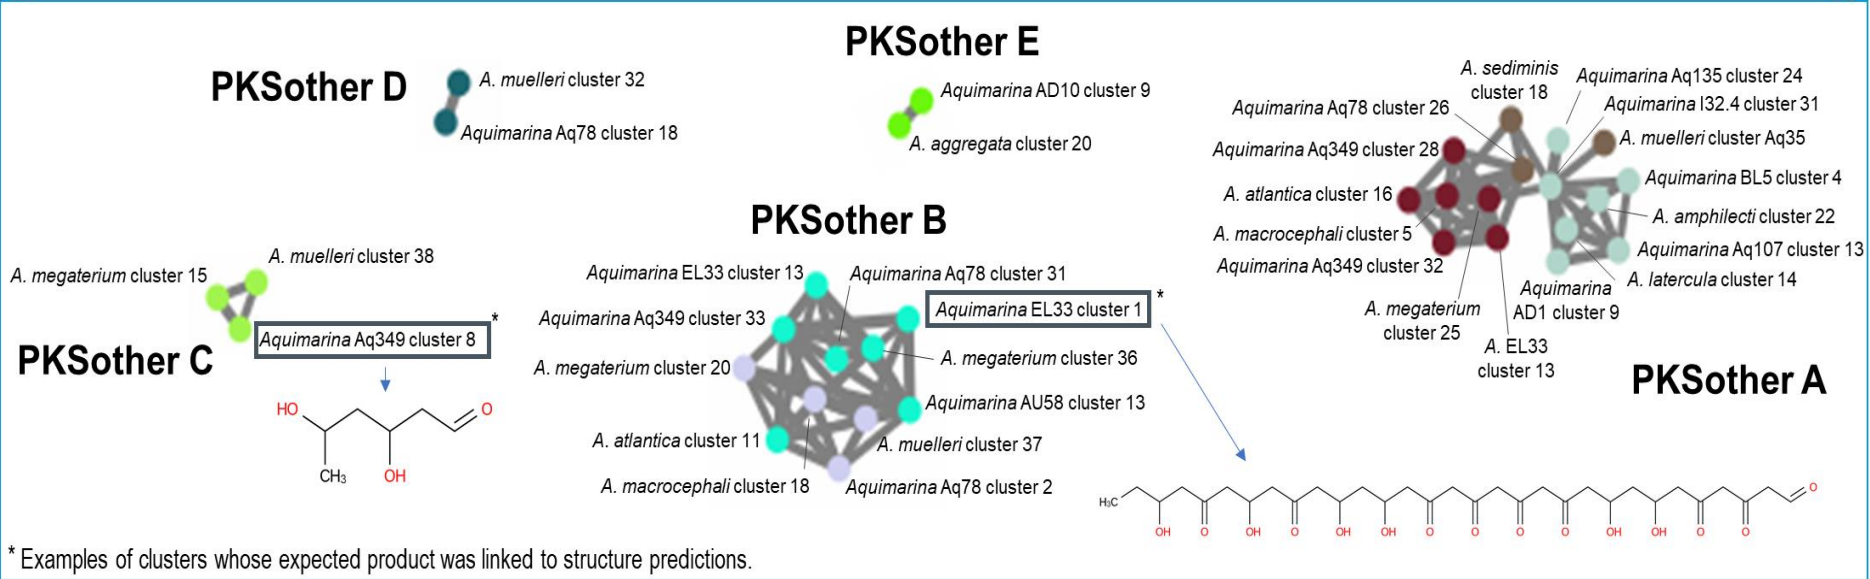 PKSother D
A. muelleri cluster 32
Aquimarina Aq78 cluster 18
PKSother E
Aquimarina AD10 cluster 9
A. aggregata cluster 20
A. sediminis
cluster 18
Aquimarina Aq135 cluster 24
Aquimarina Aq78 cluster 26
Aquimarina I32.4 cluster 31
Aquimarina Aq349 cluster 28
A. muelleri cluster Aq35
A. atlantica cluster 16
Aquimarina BL5 cluster 4
A. amphilecti cluster 22
A. macrocephali cluster 5
Aquimarina Aq107 cluster 13
Aquimarina Aq349 cluster 32
A. latercula cluster 14
Aquimarina
AD1 cluster 9
A. megaterium
cluster 25
A. EL33
cluster 13
PKSother A
PKSother B
Aquimarina EL33 cluster 13
Aquimarina Aq78 cluster 31
Aquimarina EL33 cluster 1
*
Aquimarina Aq349 cluster 33
A. megaterium cluster 36
A. megaterium cluster 20
Aquimarina AU58 cluster 13
A. atlantica cluster 11
A. muelleri cluster 37
A. macrocephali cluster 18
Aquimarina Aq78 cluster 2
A. muelleri cluster 38
A. megaterium cluster 15
Aquimarina Aq349 cluster 8
*
PKSother C
HO
O
CH3
OH
H3C
O
OH
O
OH
O
OH
OH
O
O
O
O
OH
OH
O
O
* Examples of clusters whose expected product was linked to structure predictions.